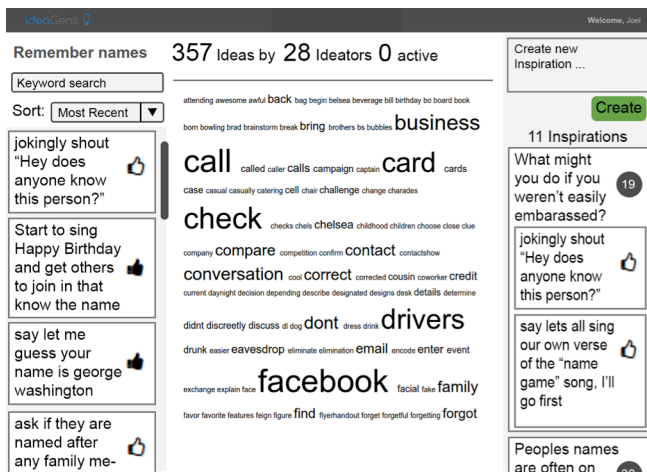 IdeaGens
Welcome, Joel
Remember names
Keyword search
Sort: Most Recent
jokingly shout
“Hey does
anyone know
this person?”
Start to sing
Happy Birthday
and get others
to join in that
know the name
say let me
guess your
name is george
washington
ask if they are
named after
any family me-
357 Ideas by 28 Ideators 0 active
attending awesome awful back bag begin belsea beverage bill birthday bo board book
born bowling brad brainstorm break bring brothers bs bubbles business
call called caller calls campaign captain card cards
case casual casually catering cell chair challenge change charades
check checks chels chelsea childhood children choose close clue
company compare competition confirm contact contactshow
conversation cool correct corrected cousin coworker credit
current daynight decision depending describe designated designs desk details determine
didnt discreetly discuss dl dog dont dress drink drivers
drunk easier eavesdrop eliminate elimination email encode enter event
exchange explain face facebook facial fake family
favor favorite features feign figure find flyerhandout forget forgetful forgetting forgot
Create new
Inspiration ...
Create
11 Inspirations
What might
you do if you
weren’t easily
embarassed?
19
jokingly shout
“Hey does
anyone know
this person?”
say lets all sing
our own verse
of the “name
game” song, I’ll
go first
Peoples names
are often on